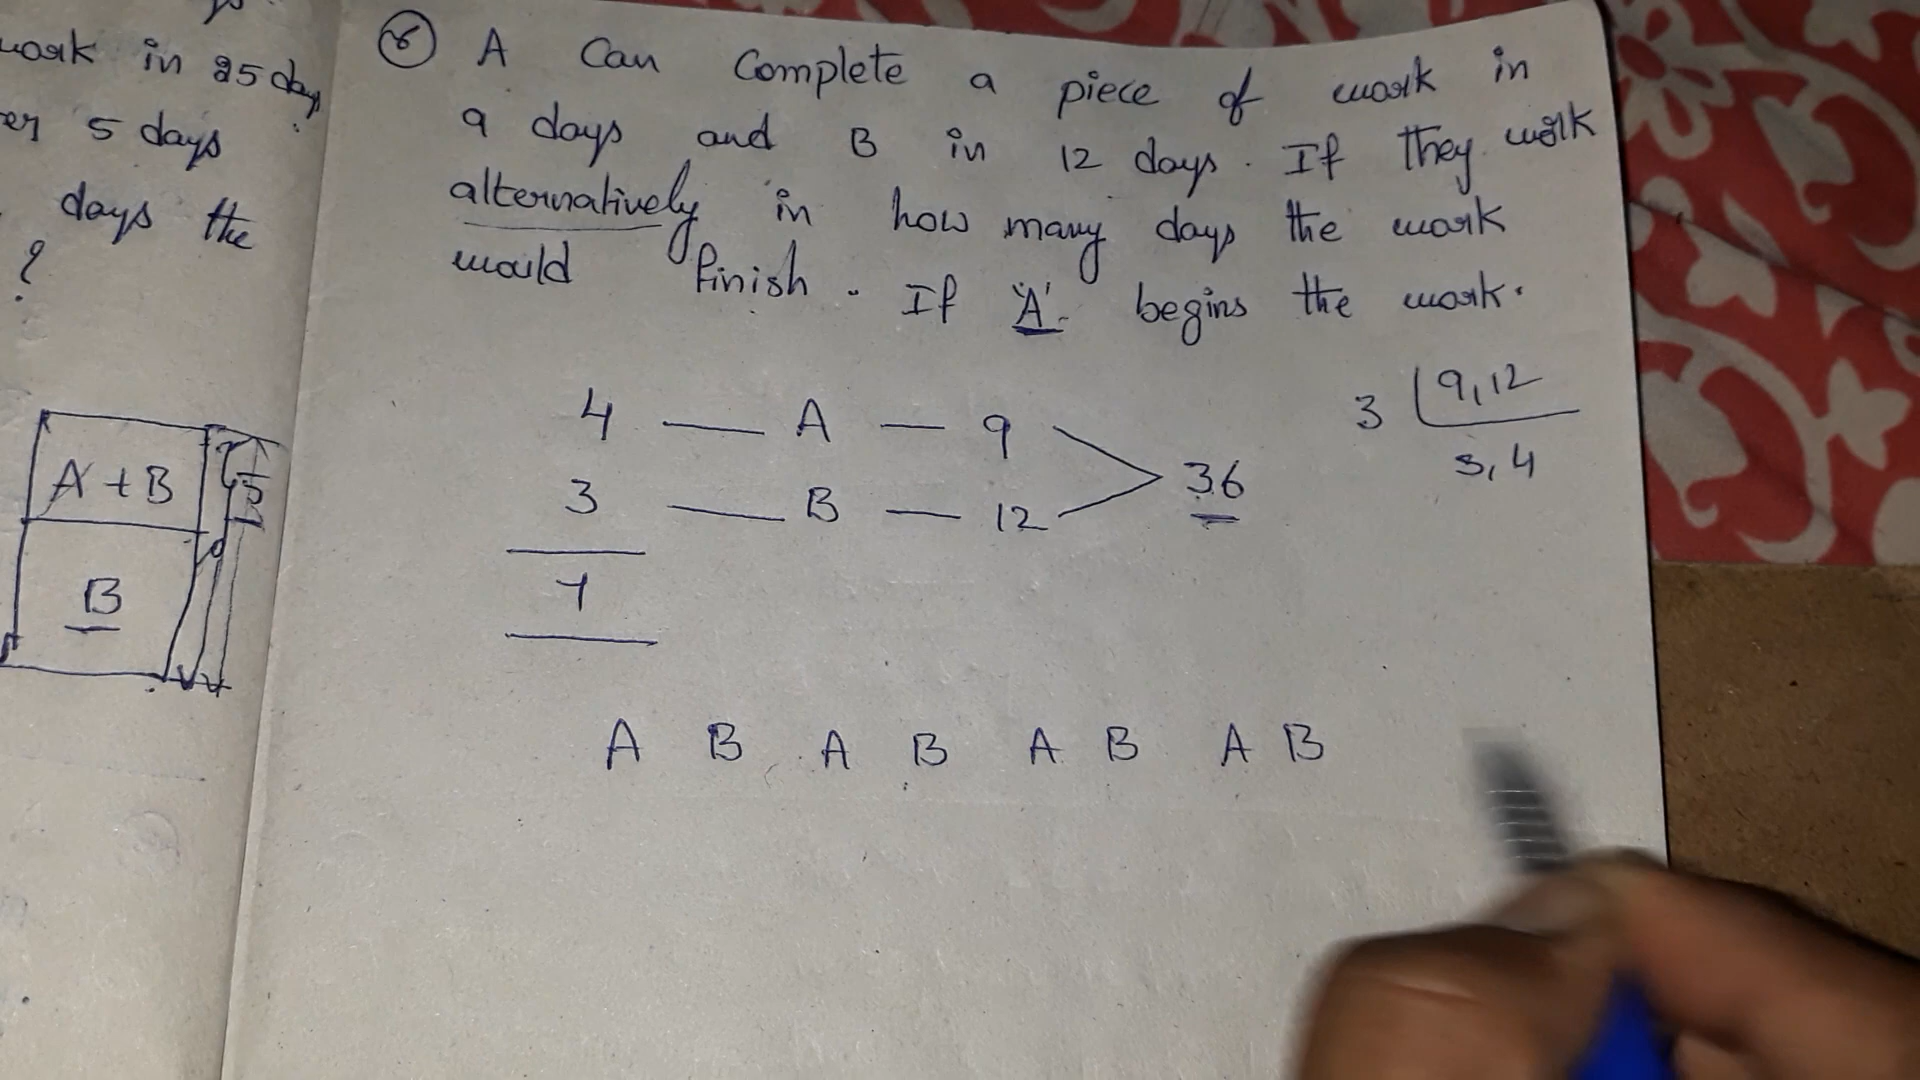 work in 25 days
5 days
days the
?
A + B
B
8 A Can Complete a piece of work in
9 days and B in 12 days. If they work
alternatively in how many days the work
would finish. If 'A' begins the work.
4 — A — 9
3 — B — 12
36
7
3 9,12
3,4
A B A B A B A B